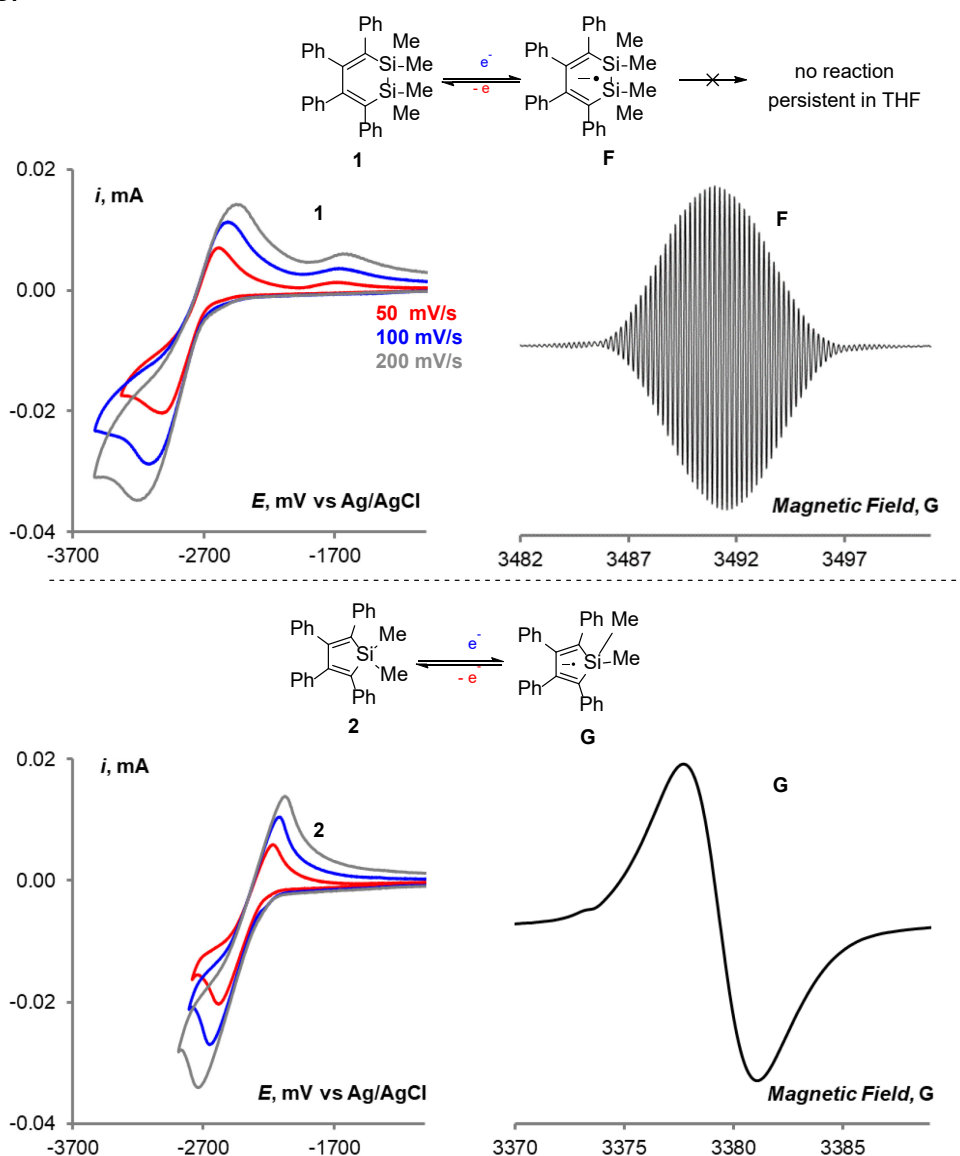 Ph Ph Me
Si-Me
Si-Me
Ph Me
Ph
1
e-
- e
Ph Ph Me
Si-Me
Si-Me
Ph Me
Ph
F
no reaction
persistent in THF
0.02
i, mA
1
0.00
50 mV/s
100 mV/s
200 mV/s
-0.02
E, mV vs Ag/AgCl
-0.04
-3700 -2700 -1700
F
Magnetic Field, G
3482 3487 3492 3497
Ph Ph Me
Si
Ph Me
Ph
2
e-
- e-
Ph Ph Me
Si-Me
Ph
Ph
G
0.02
i, mA
2
0.00
-0.02
E, mV vs Ag/AgCl
-0.04
-3700 -2700 -1700
G
Magnetic Field, G
3370 3375 3380 3385